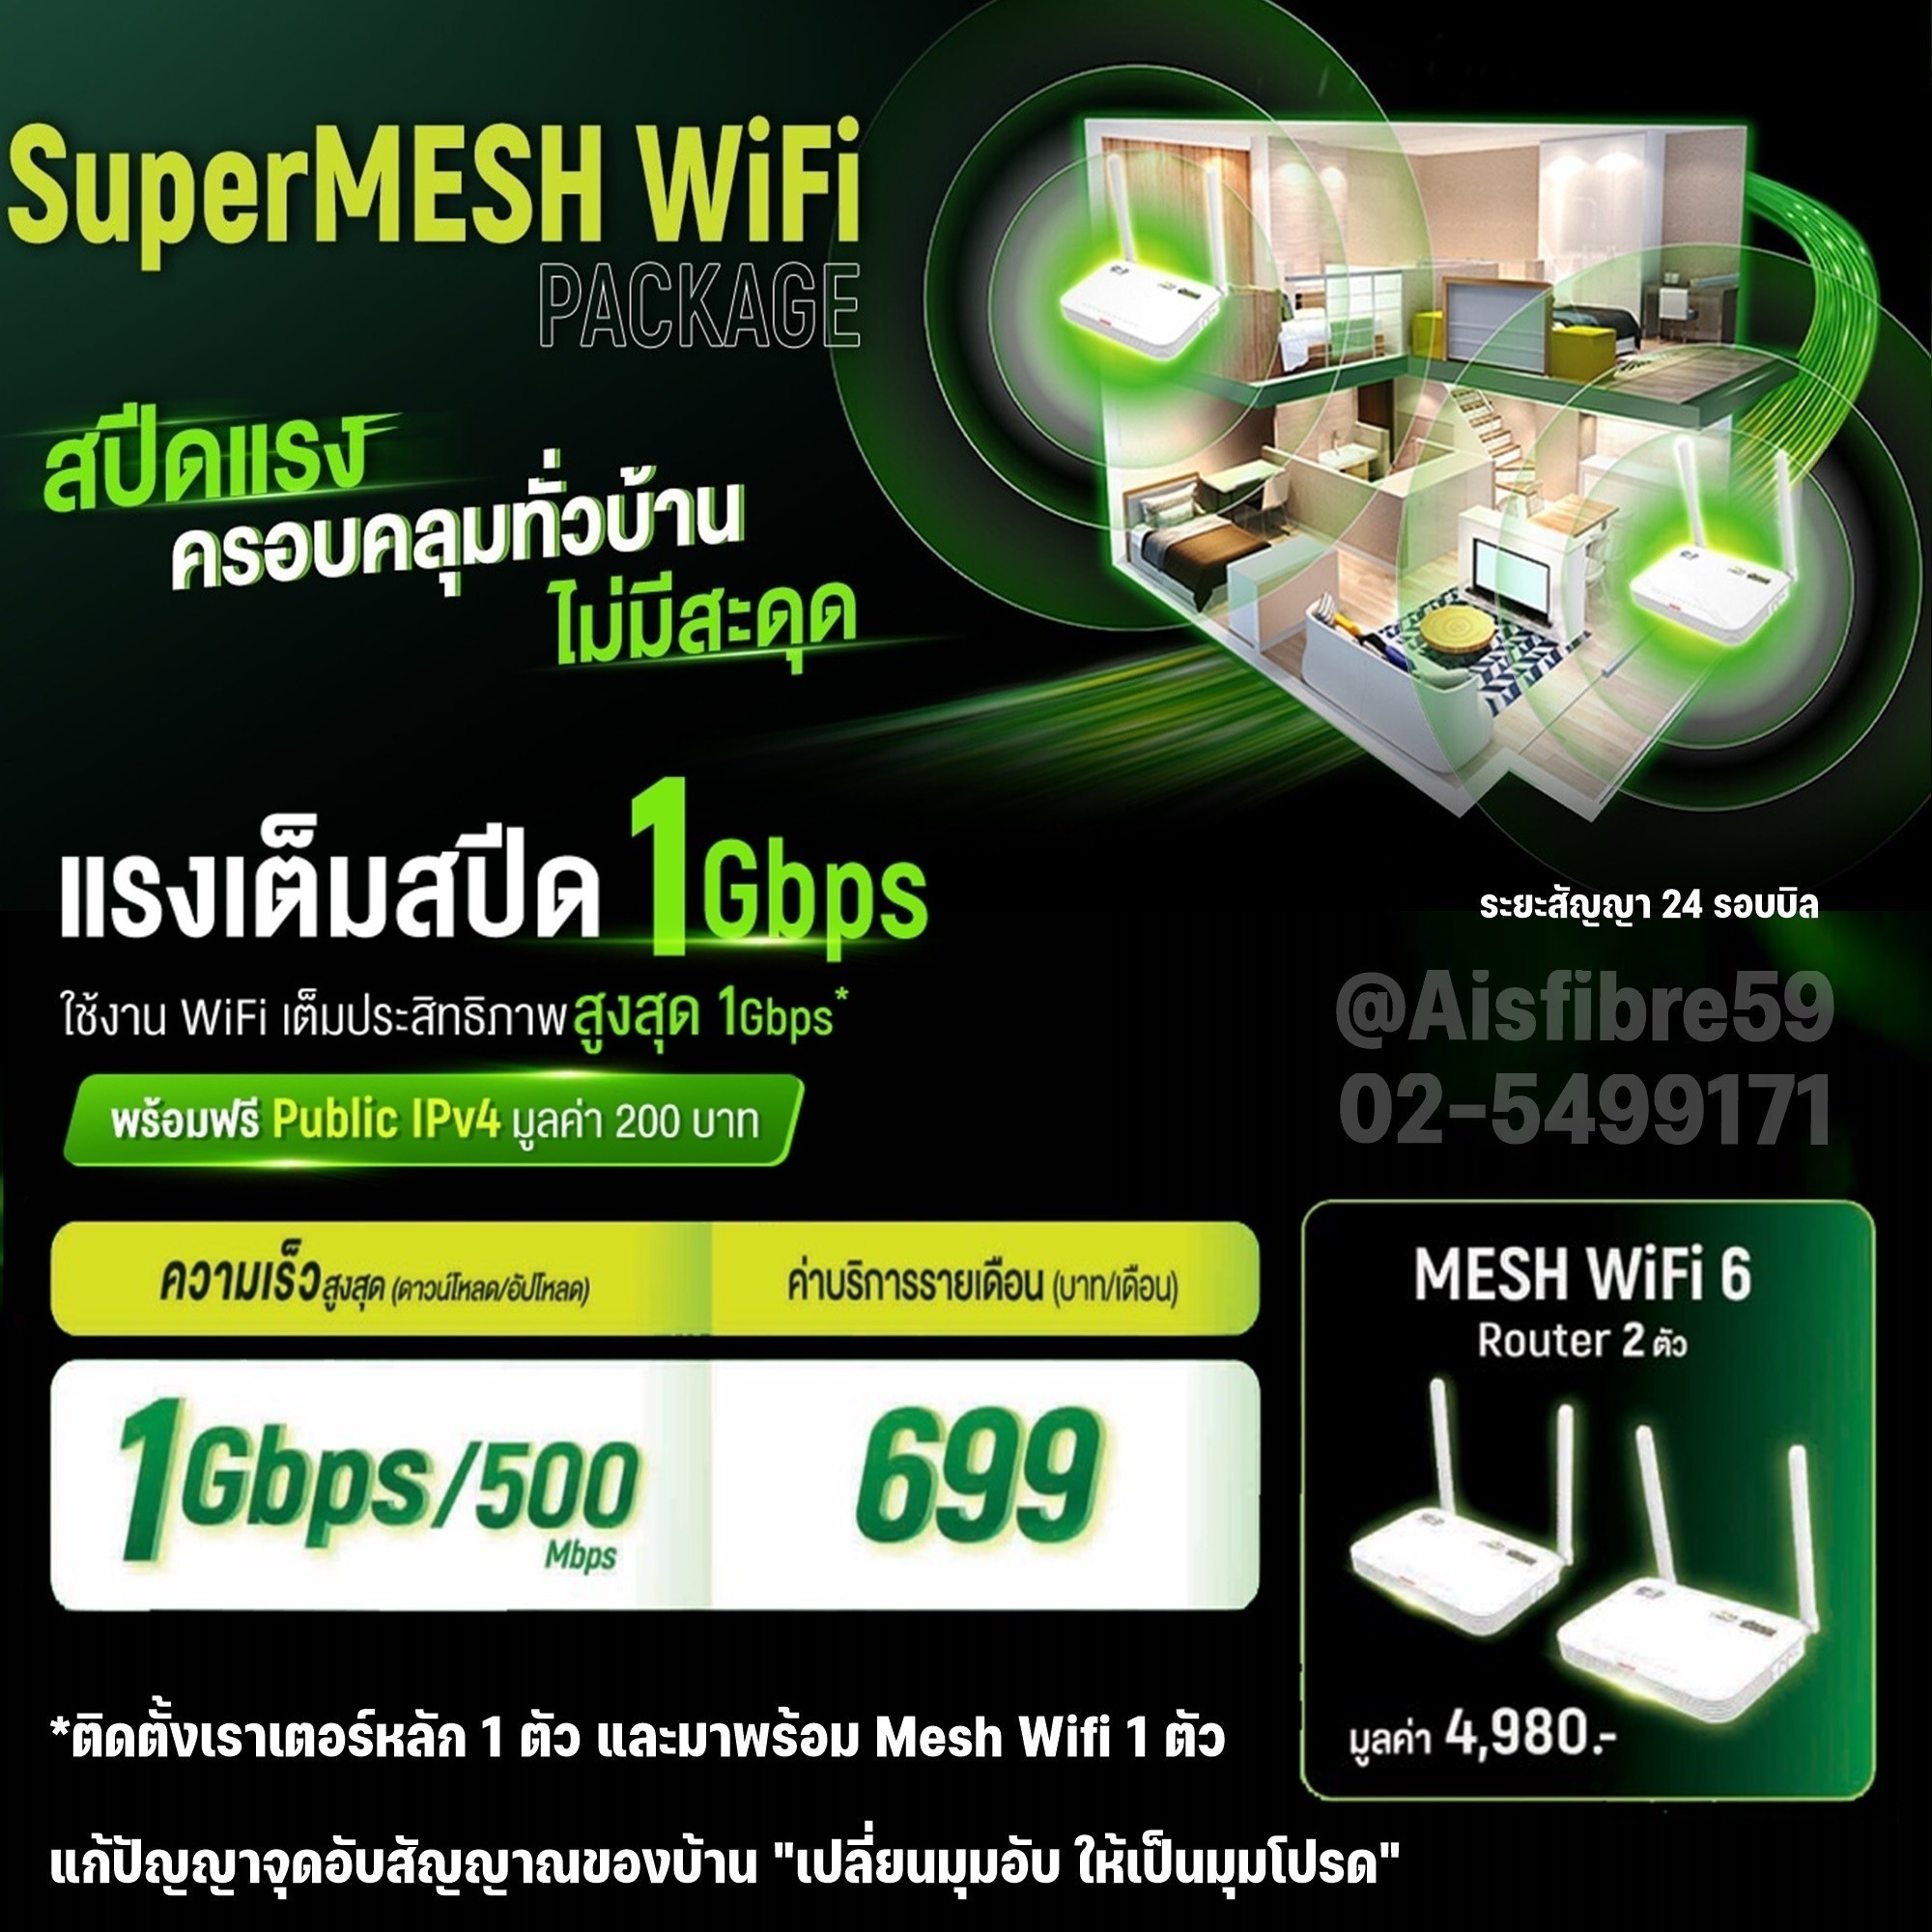 SuperMESH WiFi
PACKAGE
สปีดแรง
ครอบคลุมทั่วบ้าน
ไม่มีสะดุด
แรงเต็มสปีด 1Gbps
ใช้งาน WiFi เต็มประสิทธิภาพสูงสุด 1Gbps*
พร้อมฟรี Public IPv4 มูลค่า 200 บาท
ระยะสัญญา 24 รอบบิล
@Aisfibre59
02-5499171
ความเร็วสูงสุด (ดาวน์โหลด/อัปโหลด)
ค่าบริการรายเดือน (บาท/เดือน)
1Gbps/500 Mbps
699
MESH WiFi 6
Router 2 ตัว
มูลค่า 4,980.-
*ติดตั้งเราเตอร์หลัก 1 ตัว และมาพร้อม Mesh Wifi 1 ตัว
แก้ปัญญาจุดอับสัญญาณของบ้าน "เปลี่ยนมุมอับ ให้เป็นมุมโปรด"